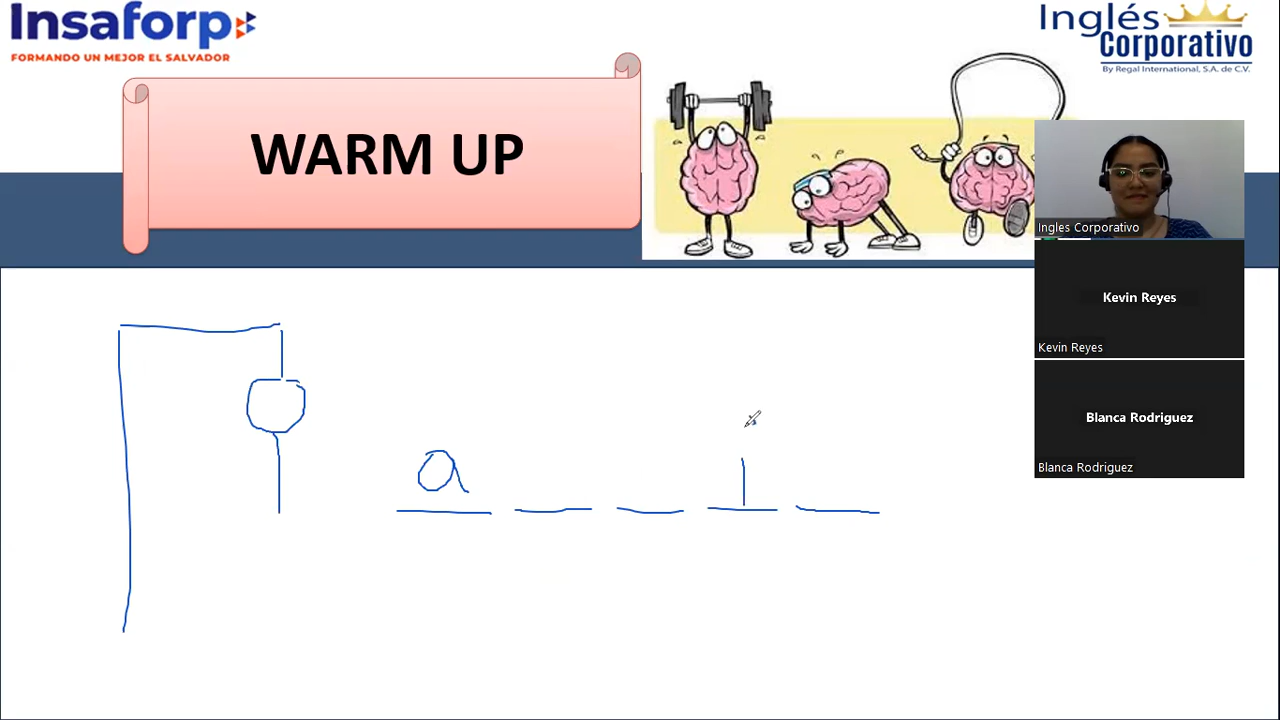 Insaforp
FORMANDO UN MEJOR EL SALVADOR
Inglés
Corporativo
By Regal International, S.A. de C.V.
WARM UP
Ingles Corporativo
Kevin Reyes
Kevin Reyes
Blanca Rodriguez
Blanca Rodriguez
a _ _ l _